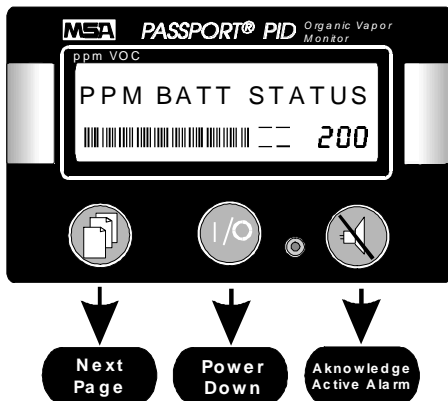 MSA PASSPORT® PID Organic Vapor Monitor
ppm VOC
PPM BATT STATUS
200
I/O
Next Page
Power Down
Aknowledge Active Alarm